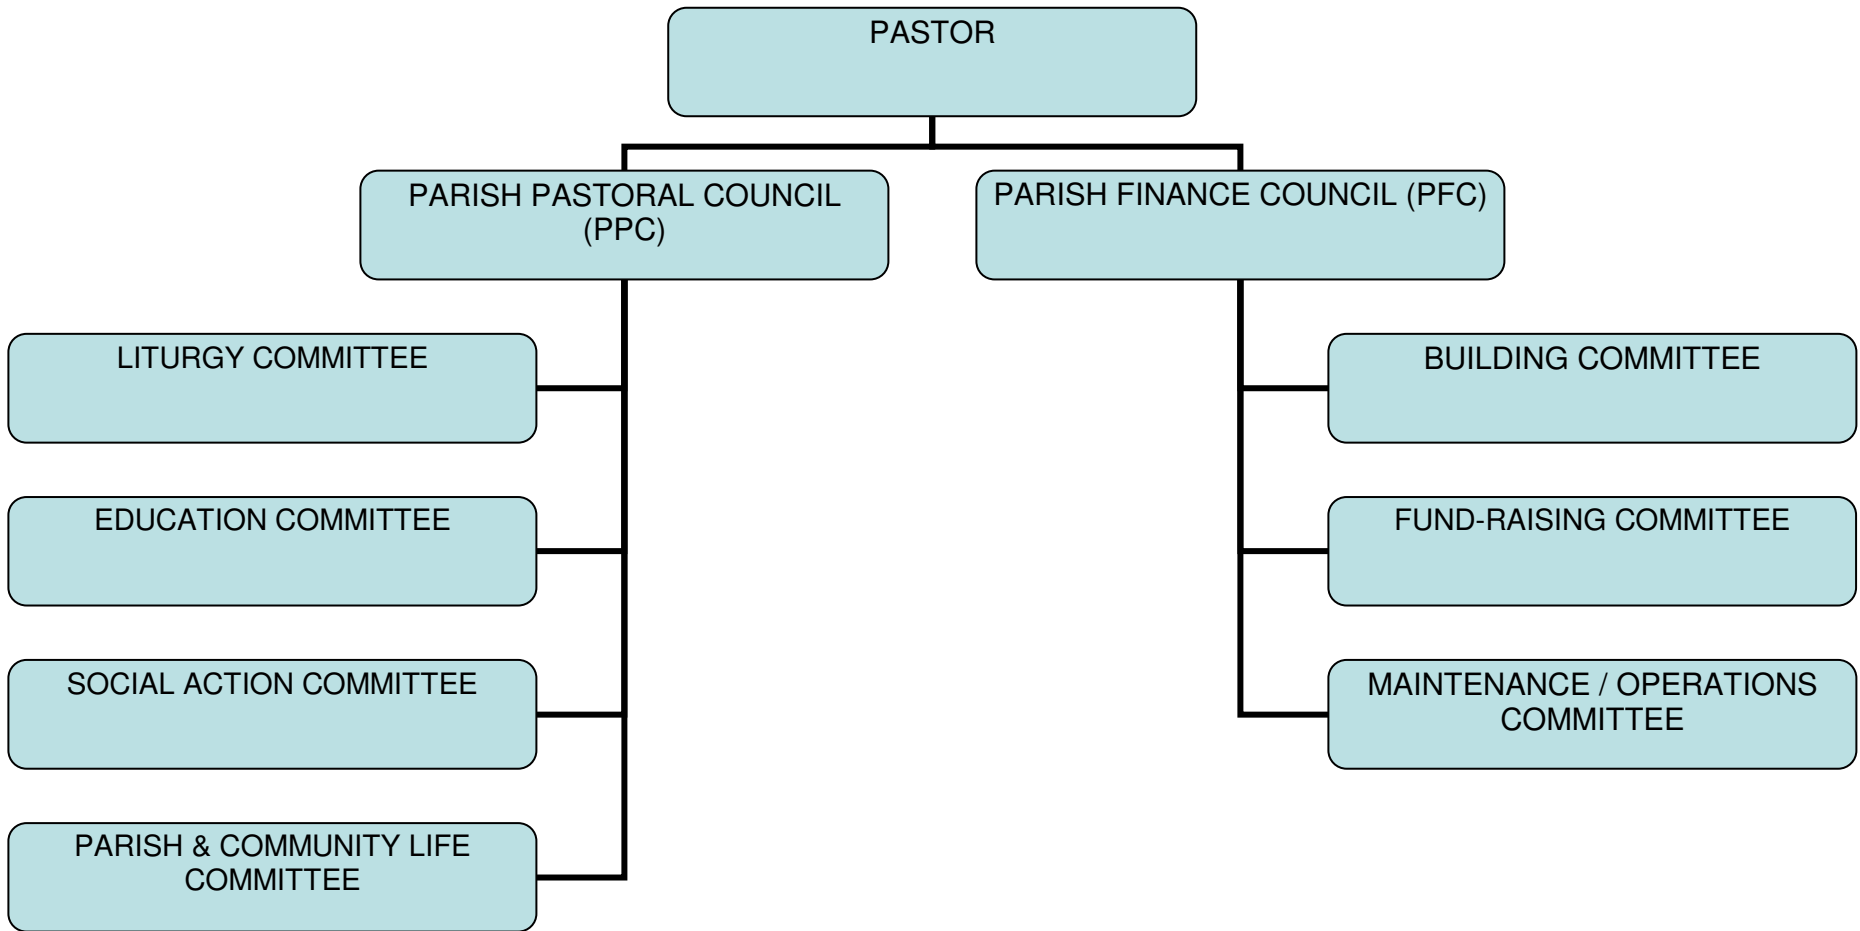 PASTOR
PARISH PASTORAL COUNCIL
(PPC)
PARISH FINANCE COUNCIL (PFC)
LITURGY COMMITTEE
BUILDING COMMITTEE
EDUCATION COMMITTEE
FUND-RAISING COMMITTEE
SOCIAL ACTION COMMITTEE
MAINTENANCE / OPERATIONS
COMMITTEE
PARISH & COMMUNITY LIFE
COMMITTEE